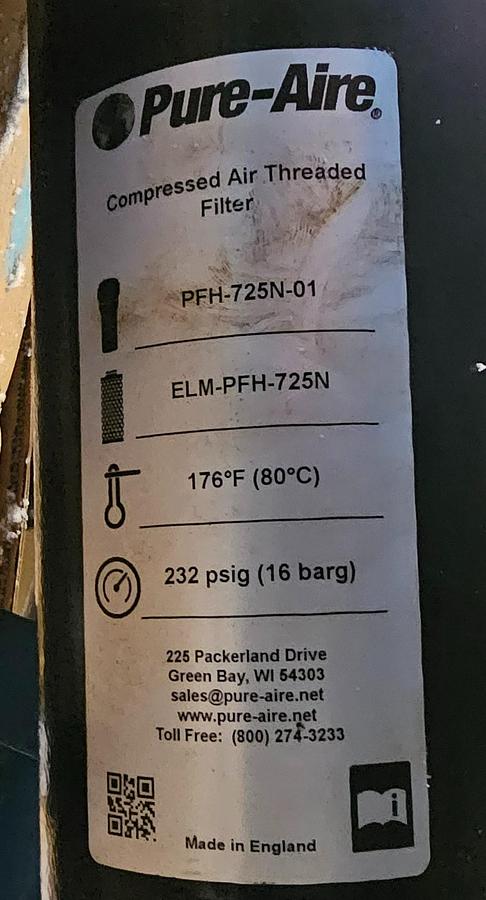 Pure-Aire®
Compressed Air Threaded
Filter
PFH-725N-01
ELM-PFH-725N
176°F (80°C)
232 psig (16 barg)
225 Packerland Drive
Green Bay, WI 54303
sales@pure-aire.net
www.pure-aire.net
Toll Free: (800) 274-3233
i
Made in England